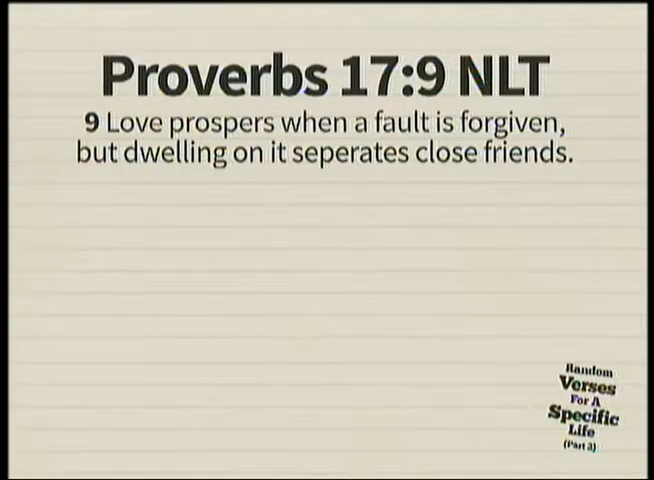 Proverbs 17:9 NLT
9 Love prospers when a fault is forgiven,
but dwelling on it seperates close friends.
Random
Verses
For A
Specific
Life
(Part 3)